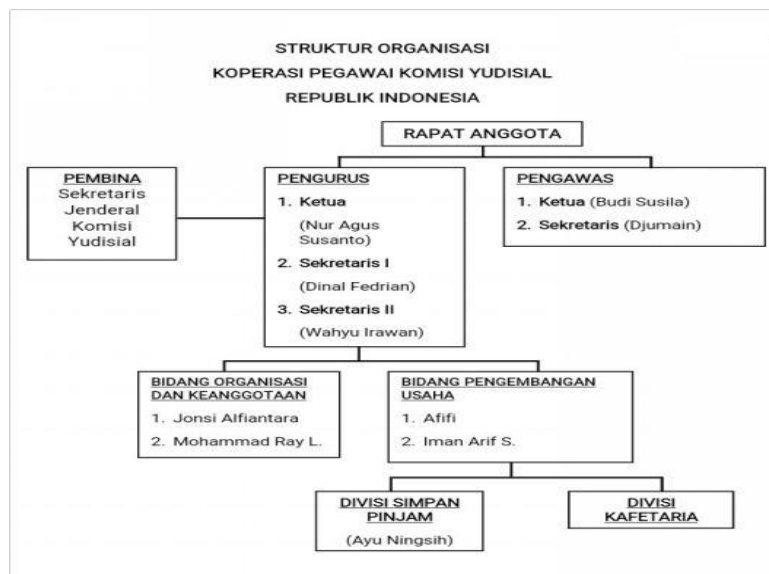 STRUKTUR ORGANISASI
KOPERASI PEGAWAI KOMISI YUDISIAL
REPUBLIK INDONESIA
RAPAT ANGGOTA
PEMBINA
Sekretaris
Jenderal
Komisi
Yudisial
PENGURUS
1. Ketua
(Nur Agus
Susanto)
2. Sekretaris I
(Dinal Fedrian)
3. Sekretaris II
(Wahyu Irawan)
PENGAWAS
1. Ketua (Budi Susila)
2. Sekretaris (Djumain)
BIDANG ORGANISASI
DAN KEANGGOTAAN
1. Jonsi Alfiantara
2. Mohammad Ray L.
BIDANG PENGEMBANGAN
USAHA
1. Afifi
2. Iman Arif S.
DIVISI SIMPAN
PINJAM
(Ayu Ningsih)
DIVISI
KAFETARIA